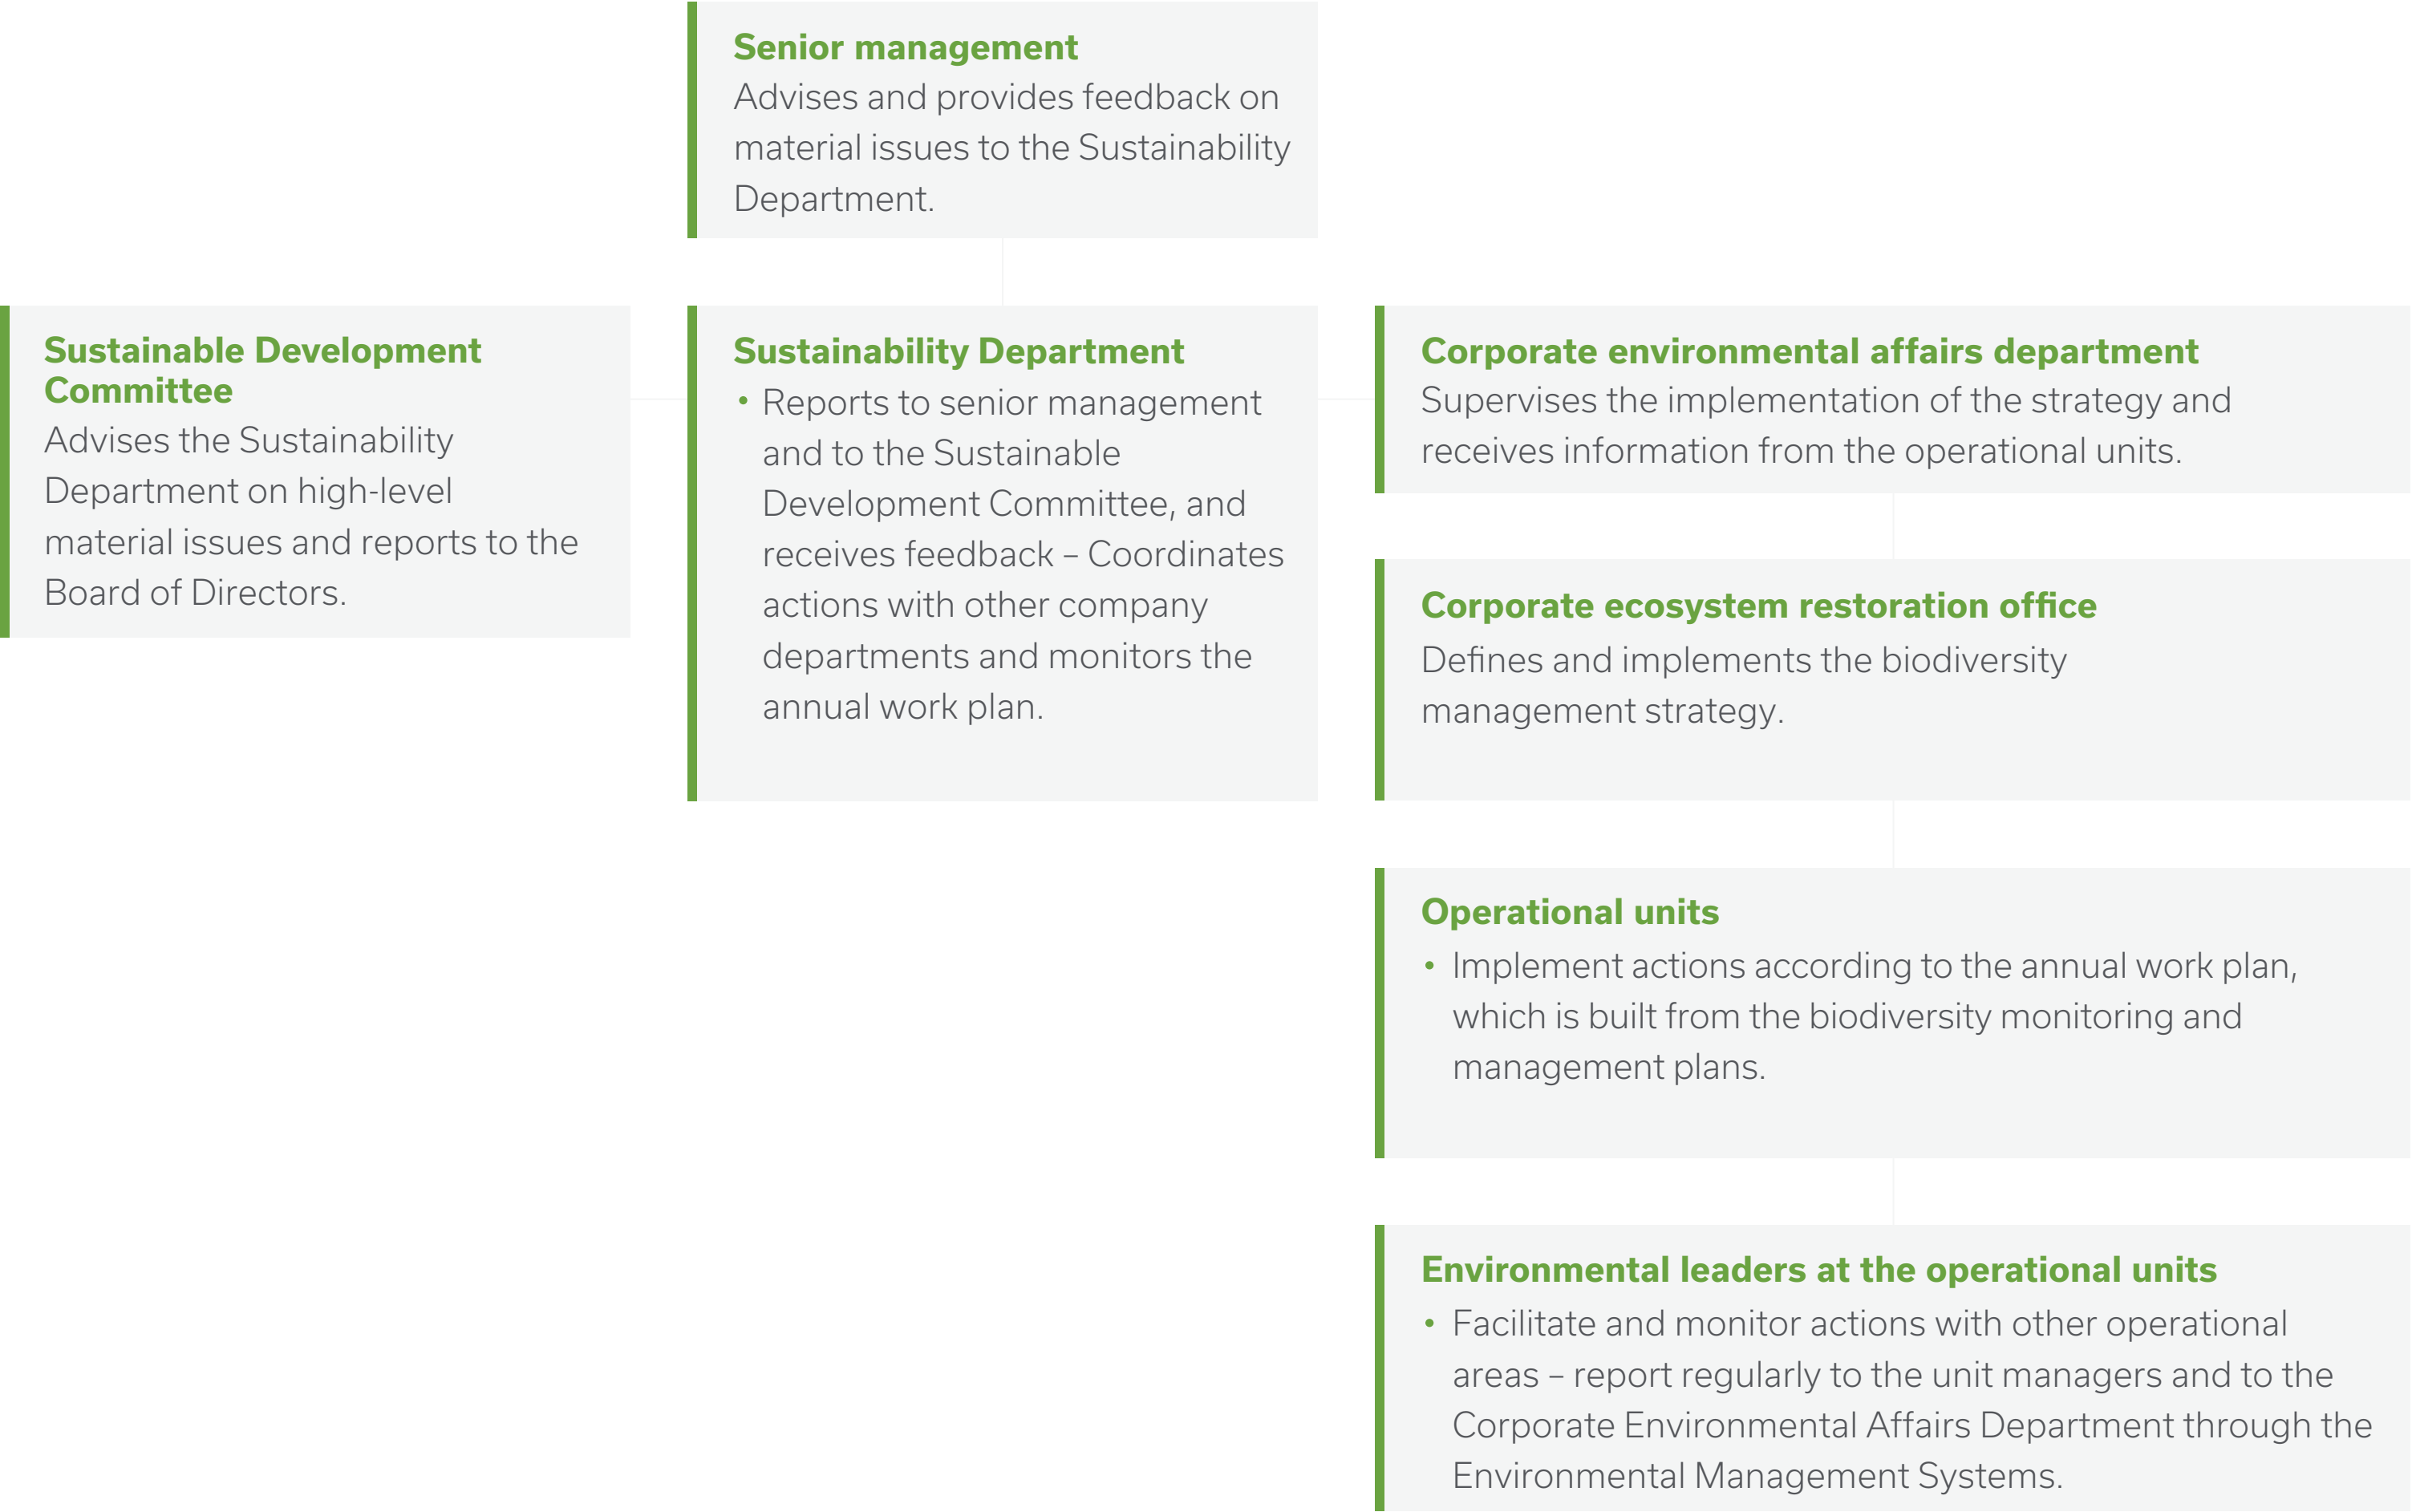 Senior management
Advises and provides feedback on
material issues to the Sustainability
Department.
Sustainable Development
Committee
Advises the Sustainability
Department on high-level
material issues and reports to the
Board of Directors.
Sustainability Department
• Reports to senior management
and to the Sustainable
Development Committee, and
receives feedback – Coordinates
actions with other company
departments and monitors the
annual work plan.
Corporate environmental affairs department
Supervises the implementation of the strategy and
receives information from the operational units.
Corporate ecosystem restoration office
Defines and implements the biodiversity
management strategy.
Operational units
• Implement actions according to the annual work plan,
which is built from the biodiversity monitoring and
management plans.
Environmental leaders at the operational units
• Facilitate and monitor actions with other operational
areas – report regularly to the unit managers and to the
Corporate Environmental Affairs Department through the
Environmental Management Systems.